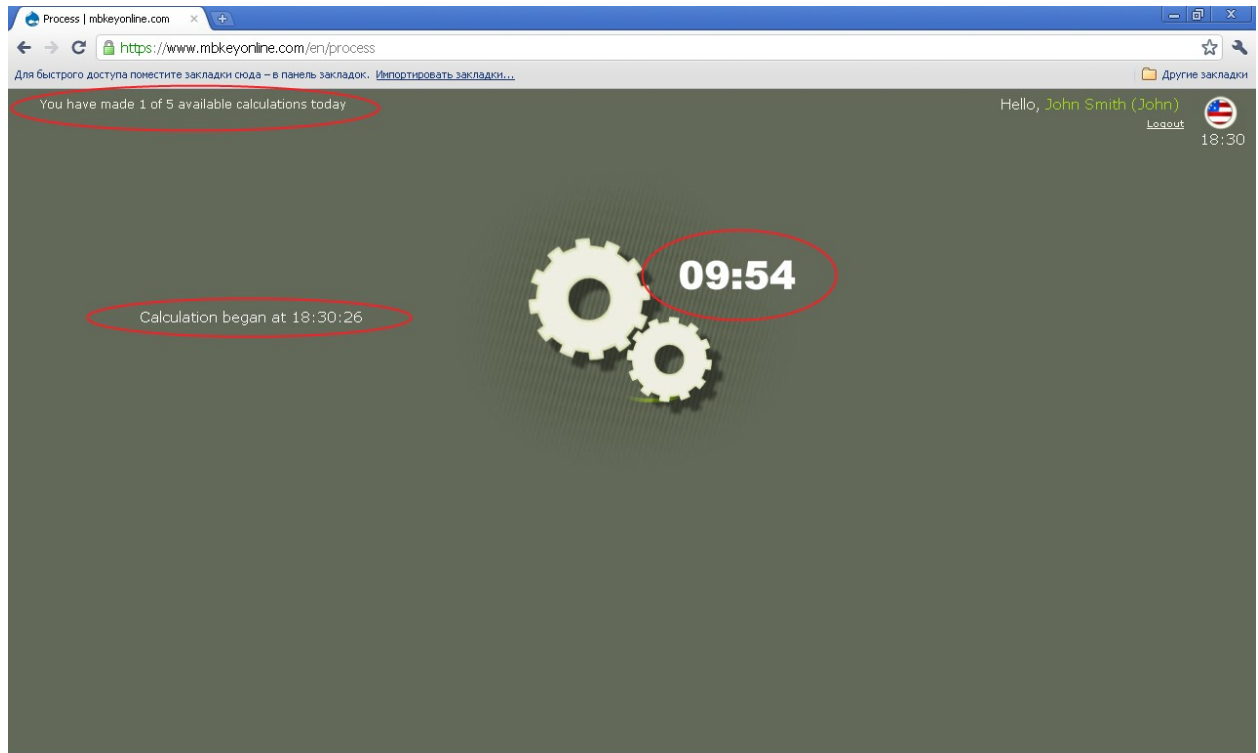 Process | mbkeyonline.com
https://www.mbkeyonline.com/en/process
Для быстрого доступа поместите закладки сюда – в панель закладок. Импортировать закладки...
Другие закладки
You have made 1 of 5 available calculations today
Hello, John Smith (John)
Logout
18:30
09:54
Calculation began at 18:30:26